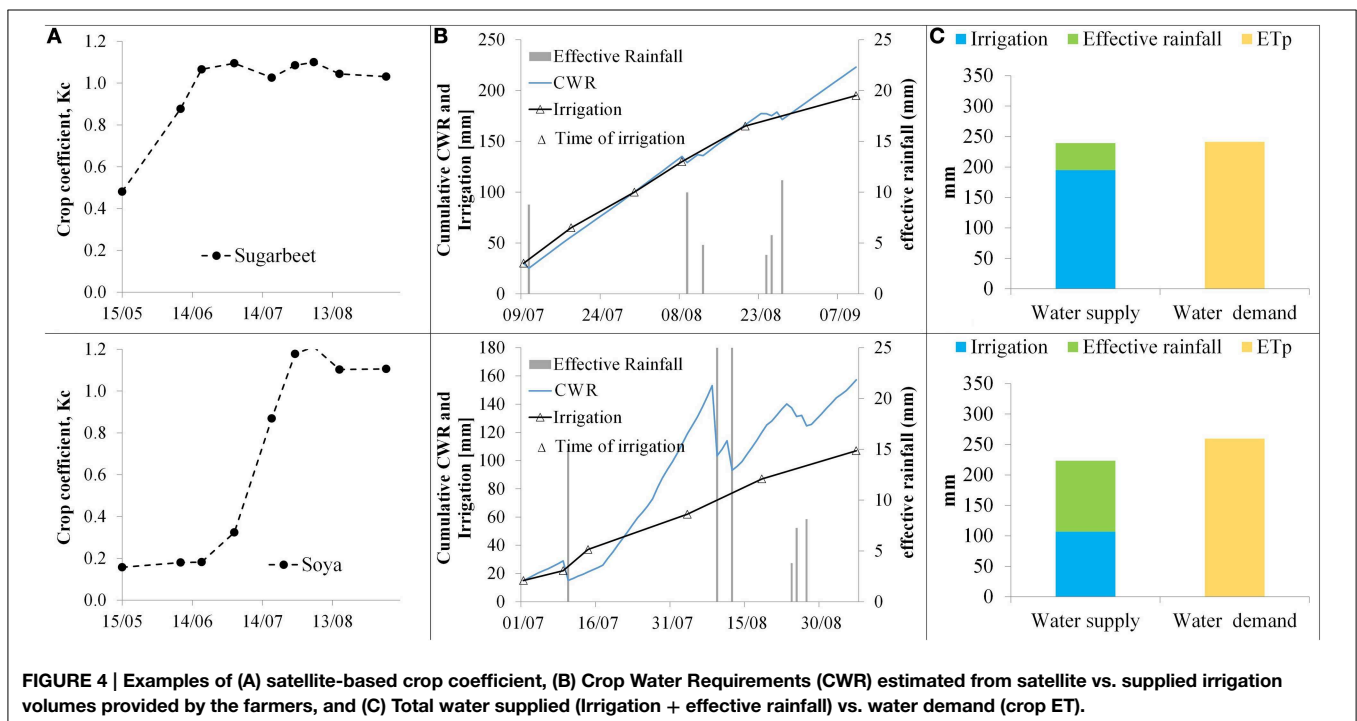 A
1.2
1.0
0.8
0.6
0.4
0.2
0.0
Crop coefficient, Kc
Sugarbeet
15/05
14/06
14/07
13/08
B
250
200
150
100
50
0
Cumulative CWR and
Irrigation [mm]
Effective Rainfall
CWR
Irrigation
Time of irrigation
25
20
15
10
5
0
effective rainfall (mm)
09/07
24/07
08/08
23/08
07/09
C
Irrigation
Effective rainfall
ETp
350
300
250
200
150
100
50
0
mm
Water supply
Water demand
1.2
1.0
0.8
0.6
0.4
0.2
0.0
Crop coefficient, Kc
Soya
15/05
14/06
14/07
13/08
180
160
140
120
100
80
60
40
20
0
Cumulative CWR and
Irrigation [mm]
Effective Rainfall
CWR
Irrigation
Time of irrigation
25
20
15
10
5
0
effective rainfall (mm)
01/07
16/07
31/07
15/08
30/08
Irrigation
Effective rainfall
ETp
350
300
250
200
150
100
50
0
mm
Water supply
Water demand
FIGURE 4 | Examples of (A) satellite-based crop coefficient, (B) Crop Water Requirements (CWR) estimated from satellite vs. supplied irrigation
volumes provided by the farmers, and (C) Total water supplied (Irrigation + effective rainfall) vs. water demand (crop ET).